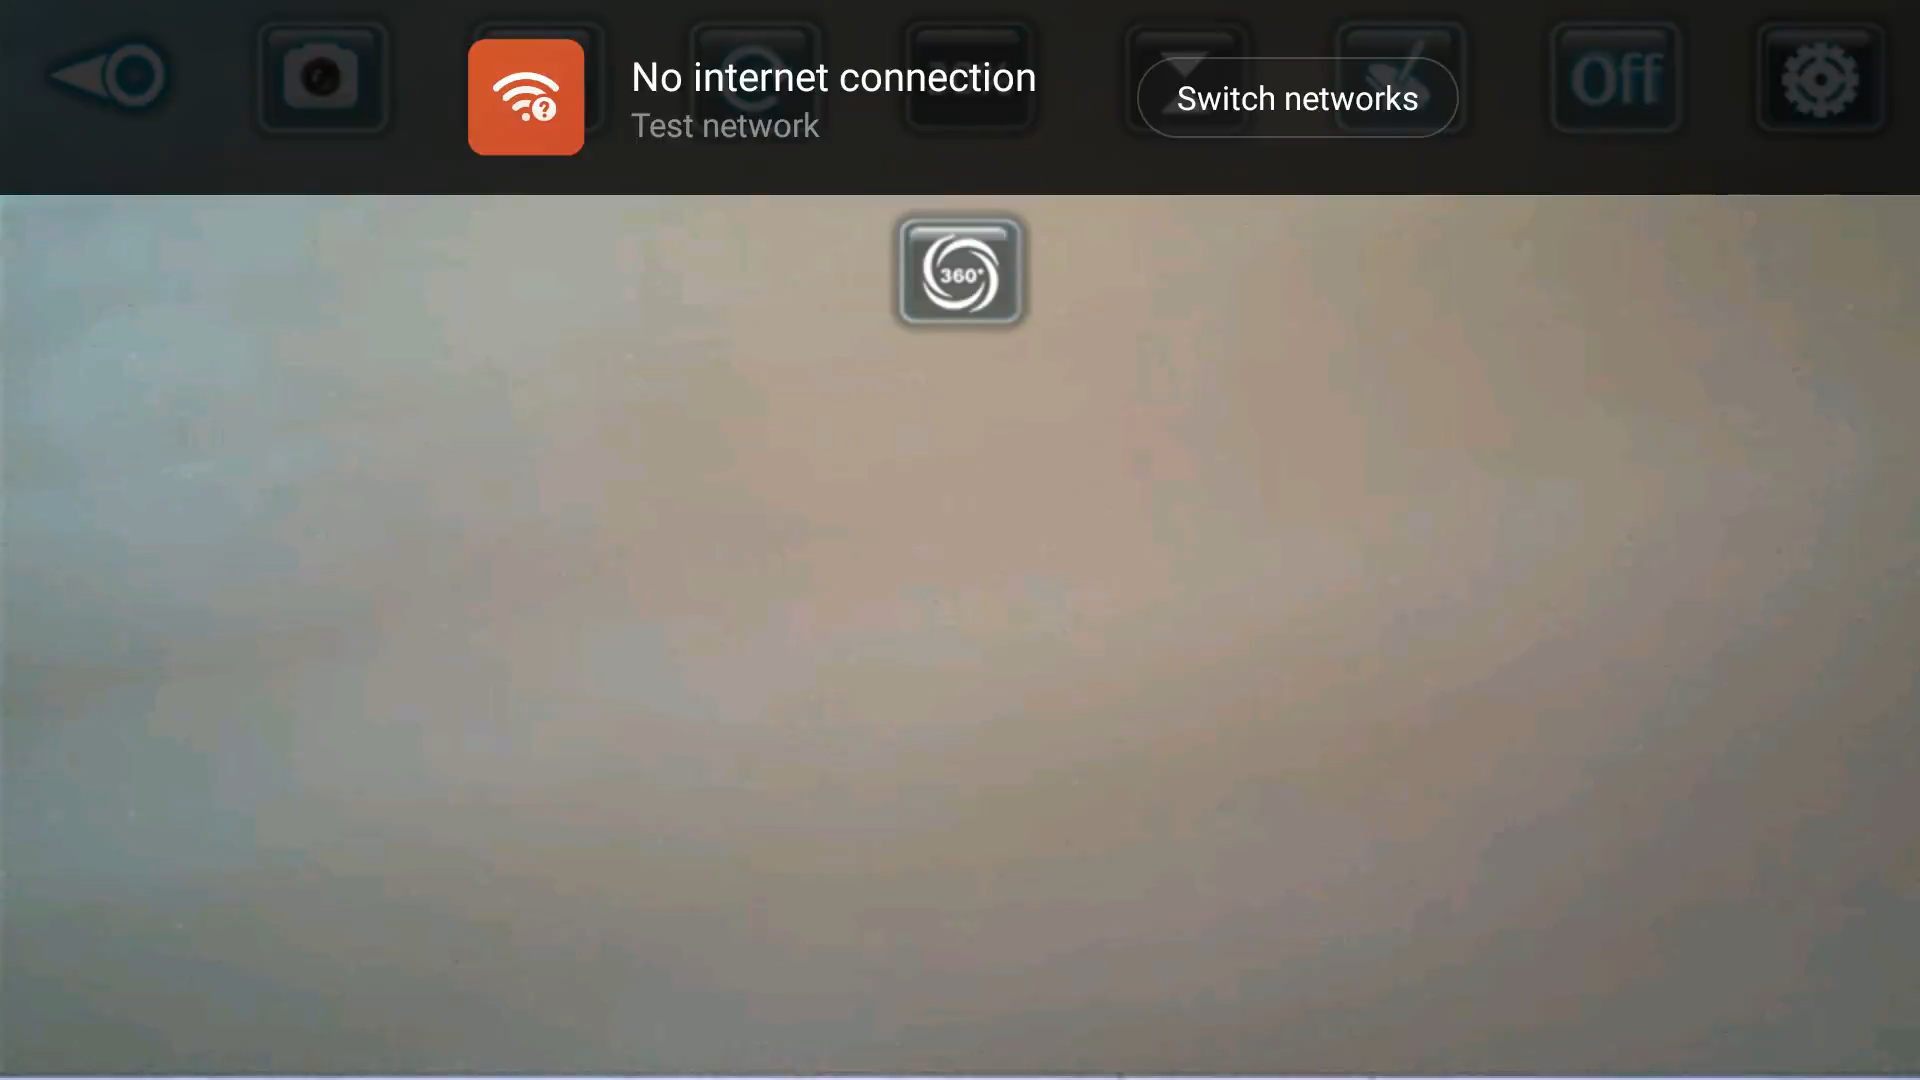 No internet connection
Test network
Switch networks
Off
360°